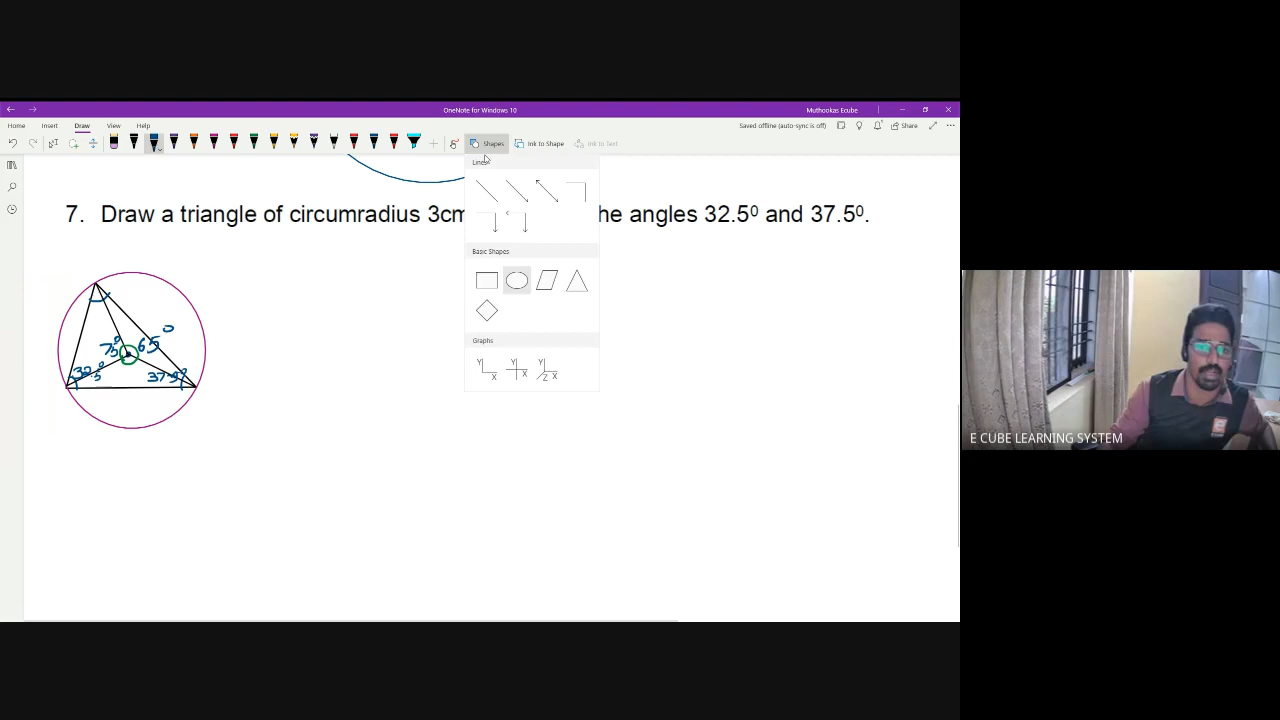 OneNote for Windows 10
Muthookas Ecube
Home Insert Draw View Help
Saved offline (auto-sync is off) Share
Shapes Ink to Shape Ink to Text
Lines
7. Draw a triangle of circumradius 3cm he angles 32.5⁰ and 37.5⁰.
Basic Shapes
Graphs
Y X Y X Y Z X
75° 65°
32.5° 37.5°
E CUBE LEARNING SYSTEM